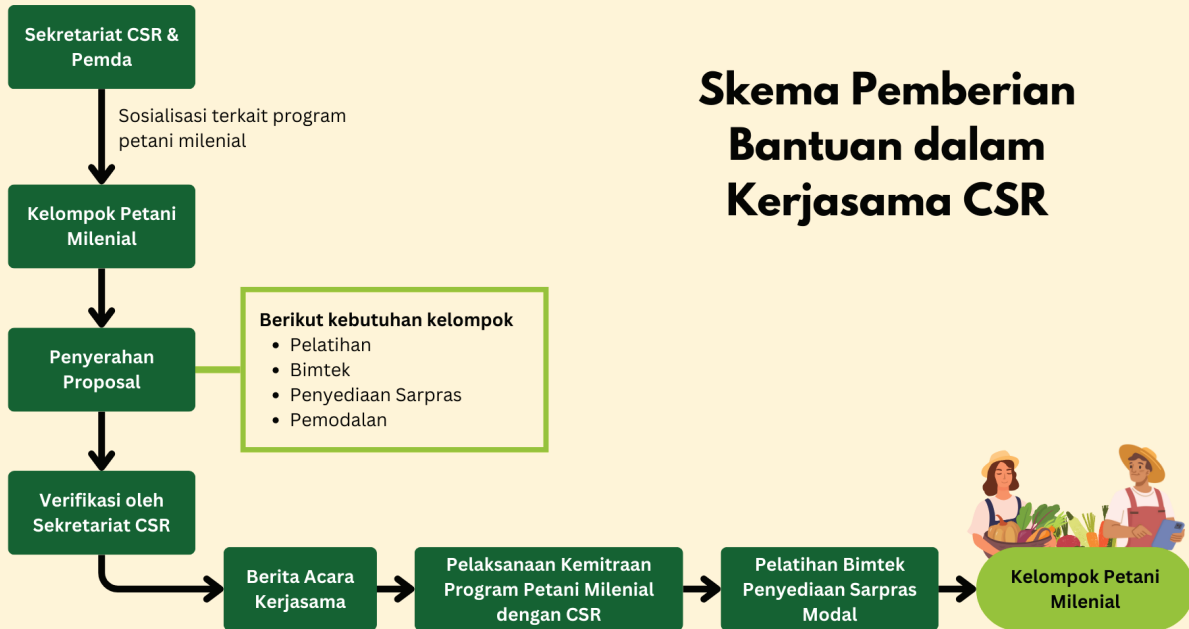 Sekretariat CSR &
Pemda
Sosialisasi terkait program
petani milenial
Skema Pemberian
Bantuan dalam
Kerjasama CSR
Kelompok Petani
Milenial
Penyerahan
Proposal
Berikut kebutuhan kelompok
• Pelatihan
• Bimtek
• Penyediaan Sarpras
• Pemodalan
Verifikasi oleh
Sekretariat CSR
Berita Acara
Kerjasama
Pelaksanaan Kemitraan
Program Petani Milenial
dengan CSR
Pelatihan Bimtek
Penyediaan Sarpras
Modal
Kelompok Petani
Milenial